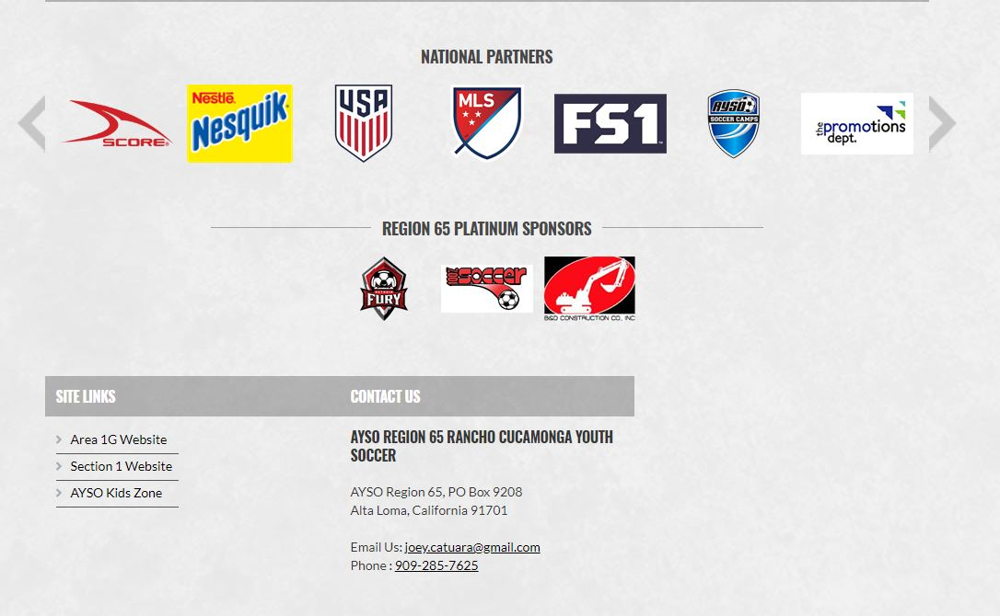 NATIONAL PARTNERS
SCORE®
Nestlé
Nesquik
USA
MLS
FS1
AYSO
SOCCER CAMPS
the promotions
dept.
REGION 65 PLATINUM SPONSORS
FURY
soccer
B&D CONSTRUCTION CO, INC
SITE LINKS
CONTACT US
Area 1G Website
Section 1 Website
AYSO Kids Zone
AYSO REGION 65 RANCHO CUCAMONGA YOUTH
SOCCER
AYSO Region 65, PO Box 9208
Alta Loma, California 91701
Email Us: joey.catuara@gmail.com
Phone : 909-285-7625